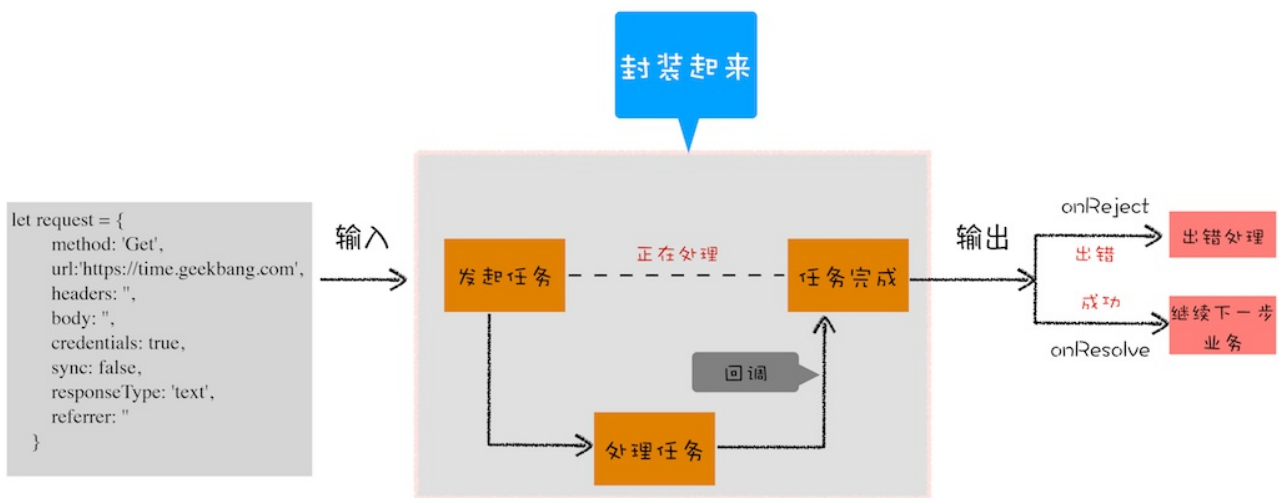 封装起来
let request = {
method: 'Get',
url:'https://time.geekbang.com',
headers: '',
body: '',
credentials: true,
sync: false,
responseType: 'text',
referrer: ''
}
输入
发起任务
正在处理
任务完成
回调
处理任务
输出
onReject
出错
出错处理
成功
onResolve
继续下一步
业务